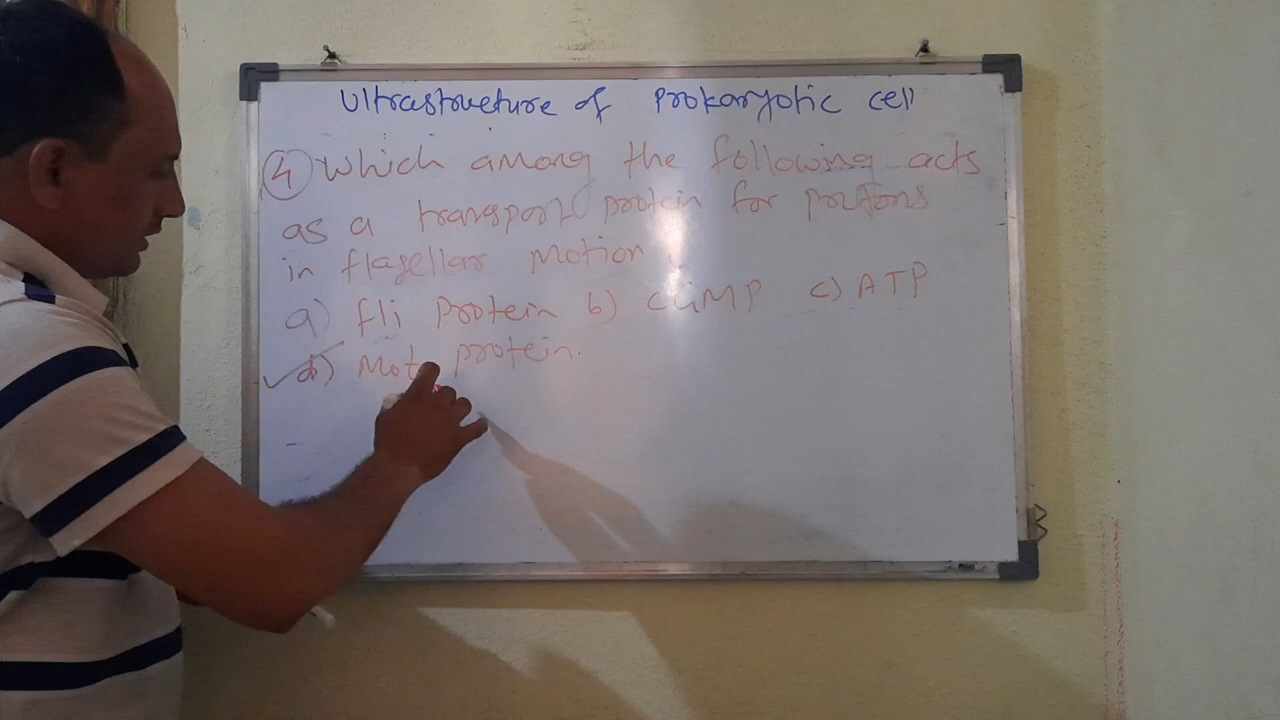 Ultrastructure of Prokaryotic cell
4) Which among the following acts
as a transport protein for protons
in flagellar motion
a) fli Protein b) cGMP c) ATP
d) Mot protein.